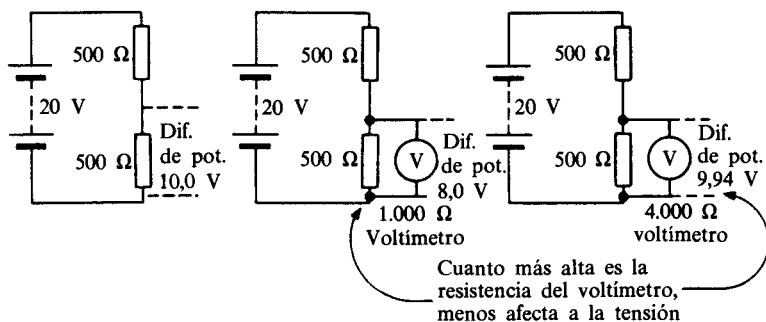 500 Ω
20 V
500 Ω
Dif.
de pot.
10,0 V
500 Ω
20 V
500 Ω
V
Dif.
de pot.
8,0 V
1.000 Ω
Voltímetro
500 Ω
20 V
500 Ω
V
Dif.
de pot.
9,94 V
4.000 Ω
voltímetro
Cuanto más alta es la
resistencia del voltímetro,
menos afecta a la tensión